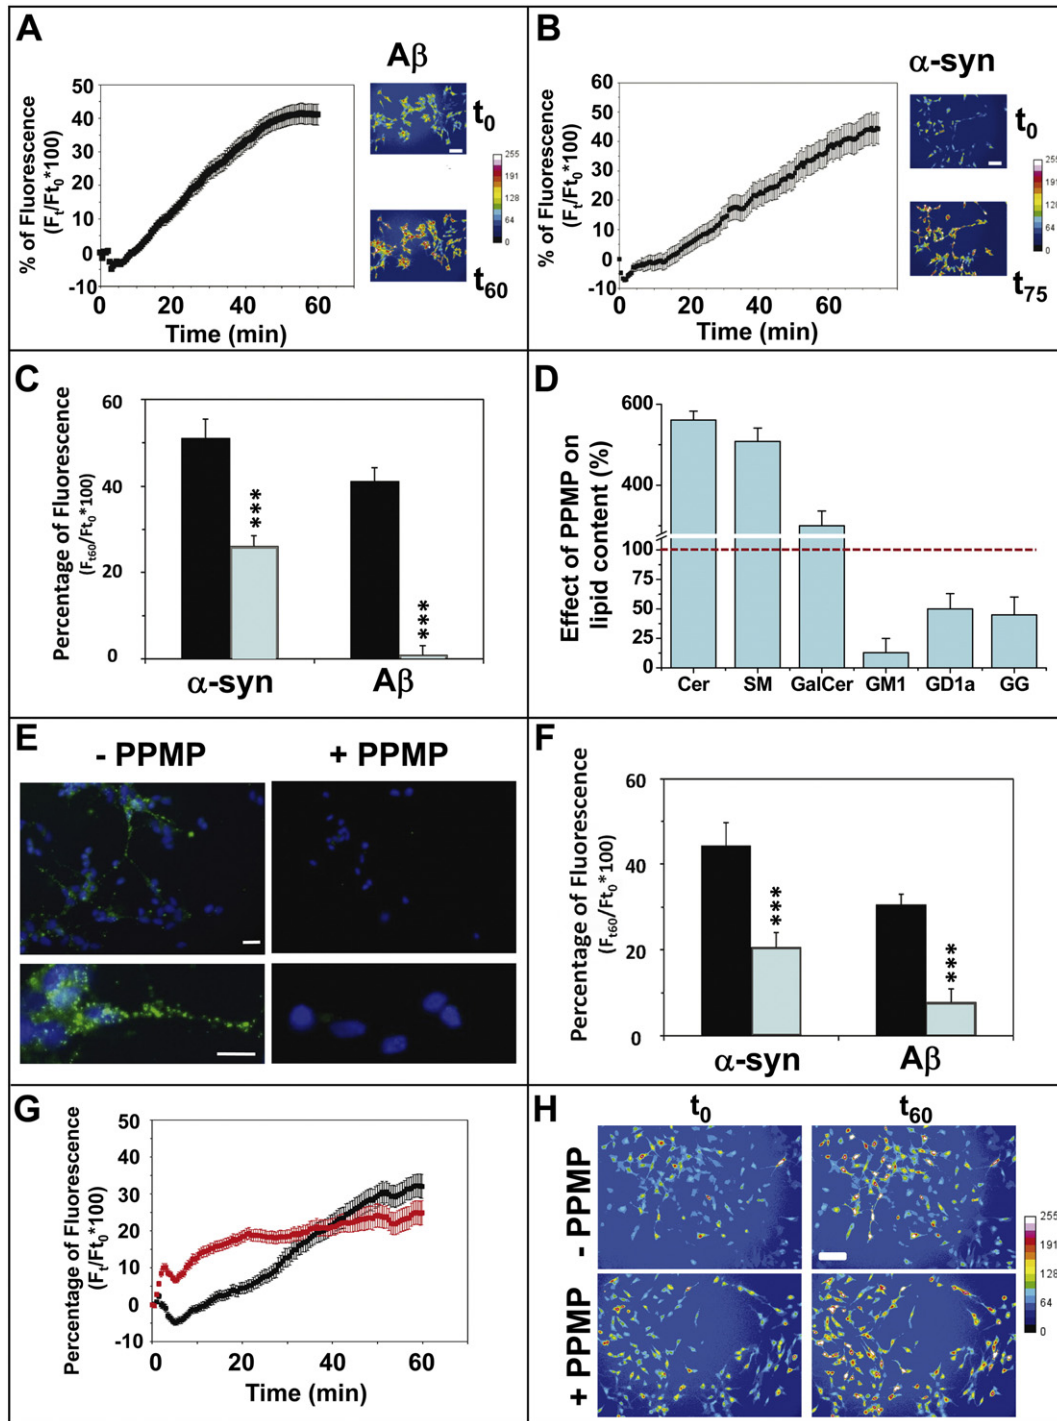 A
% of Fluorescence
(Fₜ/Ft₀*100)
50
40
30
20
10
0
-10
0
20
40
60
Time (min)
Aβ
t₀
255
191
128
64
0
t₆₀
B
% of Fluorescence
(Fₜ/Ft₀*100)
60
50
40
30
20
10
0
-10
0
20
40
60
Time (min)
α-syn
t₀
255
191
128
64
0
t₇₅
C
Percentage of Fluorescence
(Fₜ₆₀/Ft₀*100)
60
40
20
0
***
***
α-syn
Aβ
D
Effect of PPMP on
lipid content (%)
600
400
100
75
50
25
0
Cer
SM
GalCer
GM1
GD1a
GG
E
- PPMP
+ PPMP
F
Percentage of Fluorescence
(Fₜ₆₀/Ft₀*100)
60
40
20
0
***
***
α-syn
Aβ
G
Percentage of Fluorescence
(Fₜ/Ft₀*100)
50
40
30
20
10
0
-10
0
20
40
60
Time (min)
H
t₀
t₆₀
- PPMP
+ PPMP
255
191
128
64
0